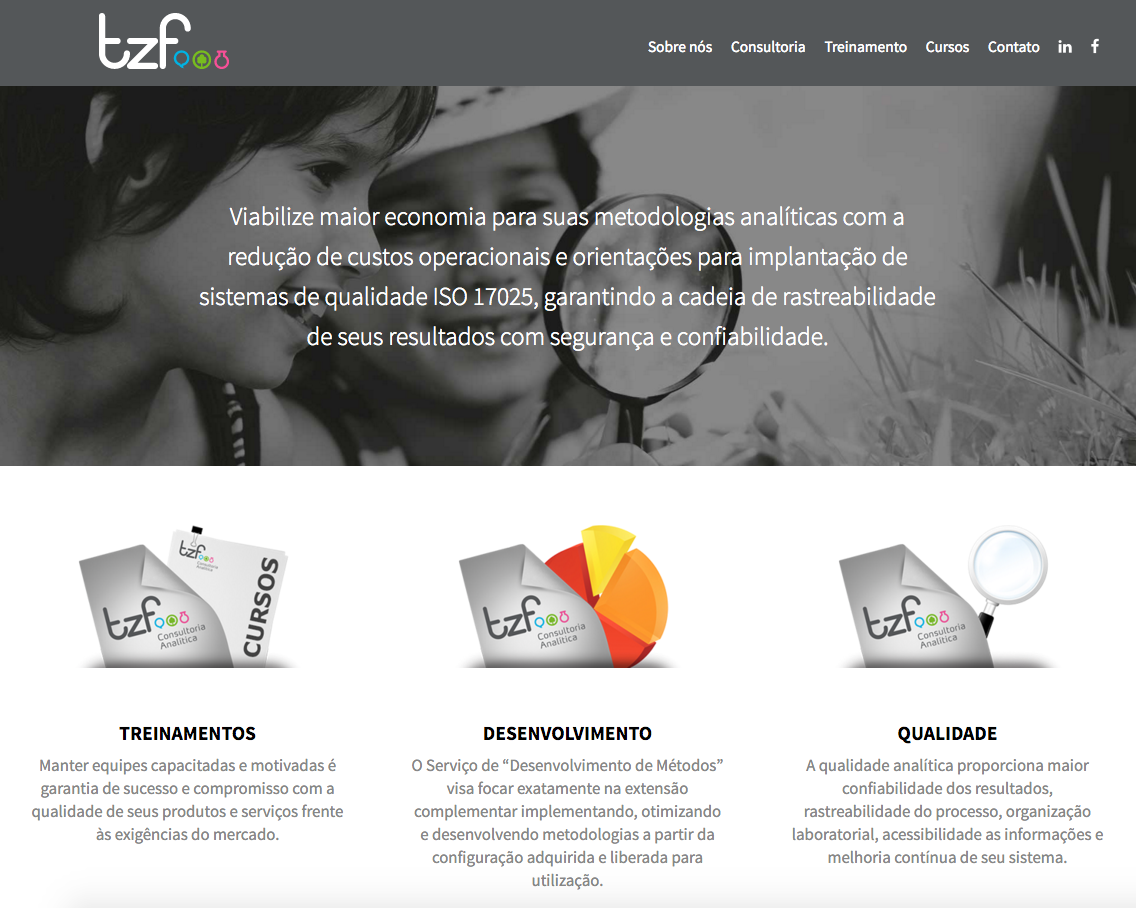 tzf
Sobre nós Consultoria Treinamento Cursos Contato in f
Viabilize maior economia para suas metodologias analíticas com a
redução de custos operacionais e orientações para implantação de
sistemas de qualidade ISO 17025, garantindo a cadeia de rastreabilidade
de seus resultados com segurança e confiabilidade.
tzf
Consultoria
Analítica
CURSOS
tzf
Consultoria
Analítica
tzf
Consultoria
Analítica
tzf
Consultoria
Analítica
TREINAMENTOS
Manter equipes capacitadas e motivadas é
garantia de sucesso e compromisso com a
qualidade de seus produtos e serviços frente
às exigências do mercado.
DESENVOLVIMENTO
O Serviço de “Desenvolvimento de Métodos”
visa focar exatamente na extensão
complementar implementando, otimizando
e desenvolvendo metodologias a partir da
configuração adquirida e liberada para
utilização.
QUALIDADE
A qualidade analítica proporciona maior
confiabilidade dos resultados,
rastreabilidade do processo, organização
laboratorial, acessibilidade as informações e
melhoria contínua de seu sistema.